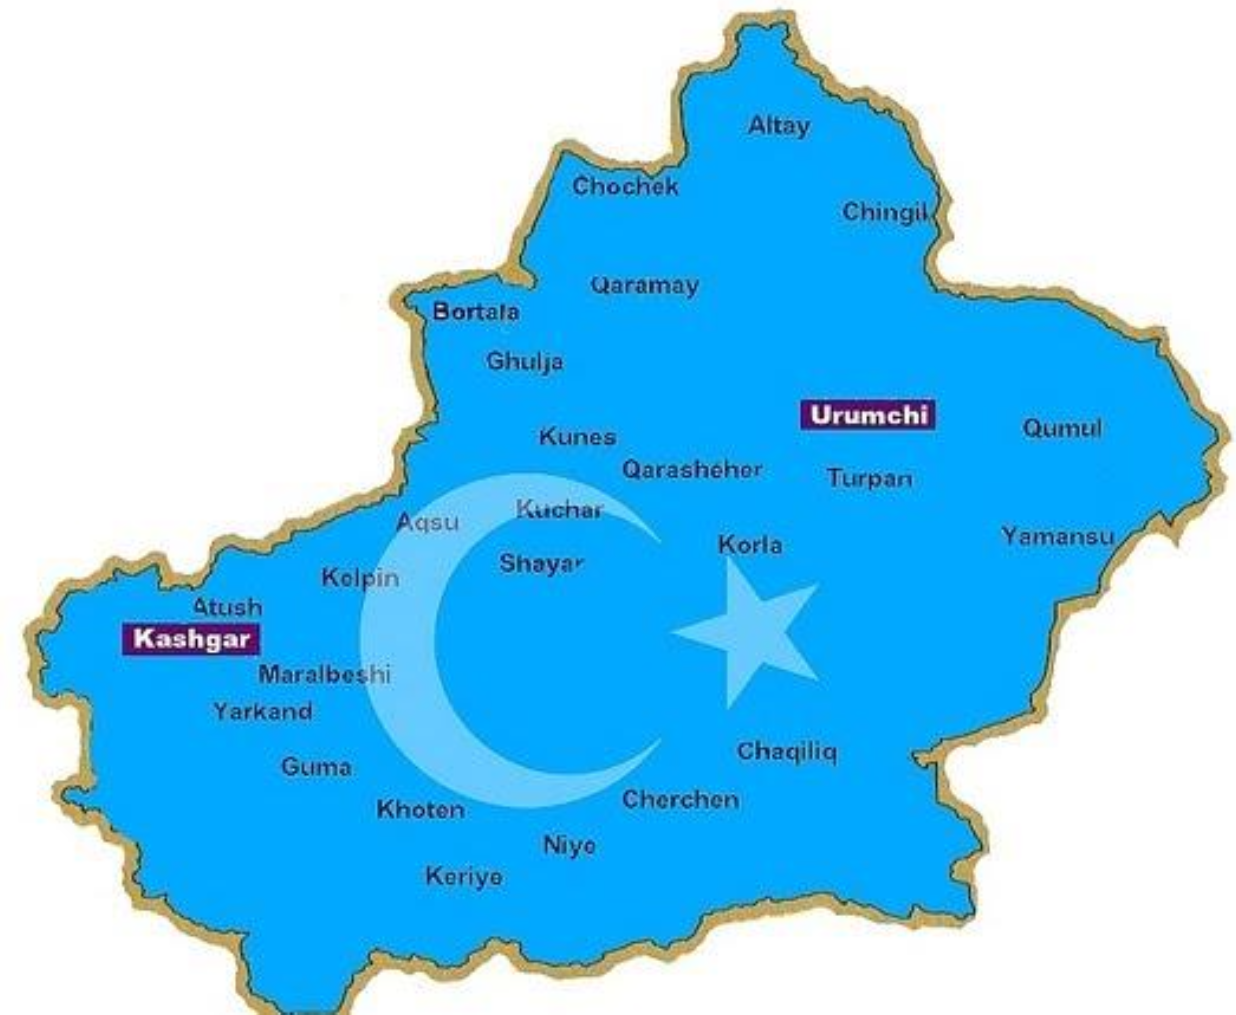 Altay
Chochek
Chingil
Qaramay
Bortala
Ghulja
Urumchi
Qumul
Kunes
Qarasheher
Turpan
Kuchar
Aqsu
Yamansu
Korla
Shayar
Kelpin
Atush
Kashgar
Maralbeshi
Yarkand
Chaqiliq
Guma
Cherchen
Khoten
Niye
Keriye